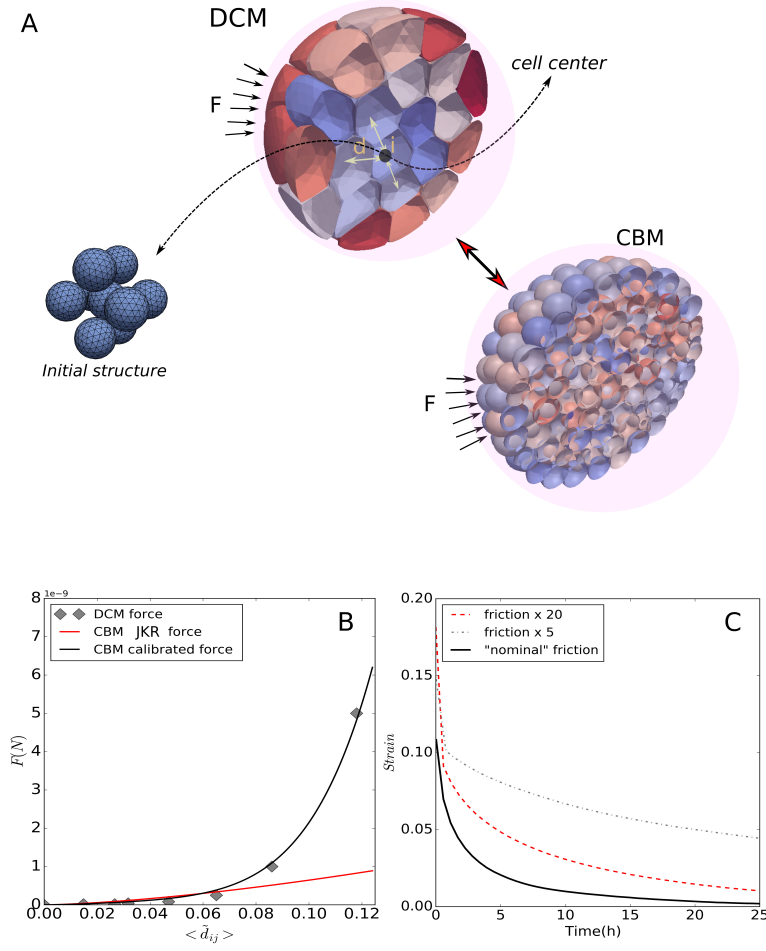 A
DCM
cell center
F
d
i
CBM
Initial structure
F
1e−9
B
DCM force
CBM JKR force
CBM calibrated force
8
7
6
5
4
3
2
1
0
F(N)
0.00 0.02 0.04 0.06 0.08 0.10 0.12
< d̃ij >
C
friction x 20
friction x 5
"nominal" friction
0.20
0.15
0.10
0.05
0.00
Strain
0 5 10 15 20 25
Time(h)